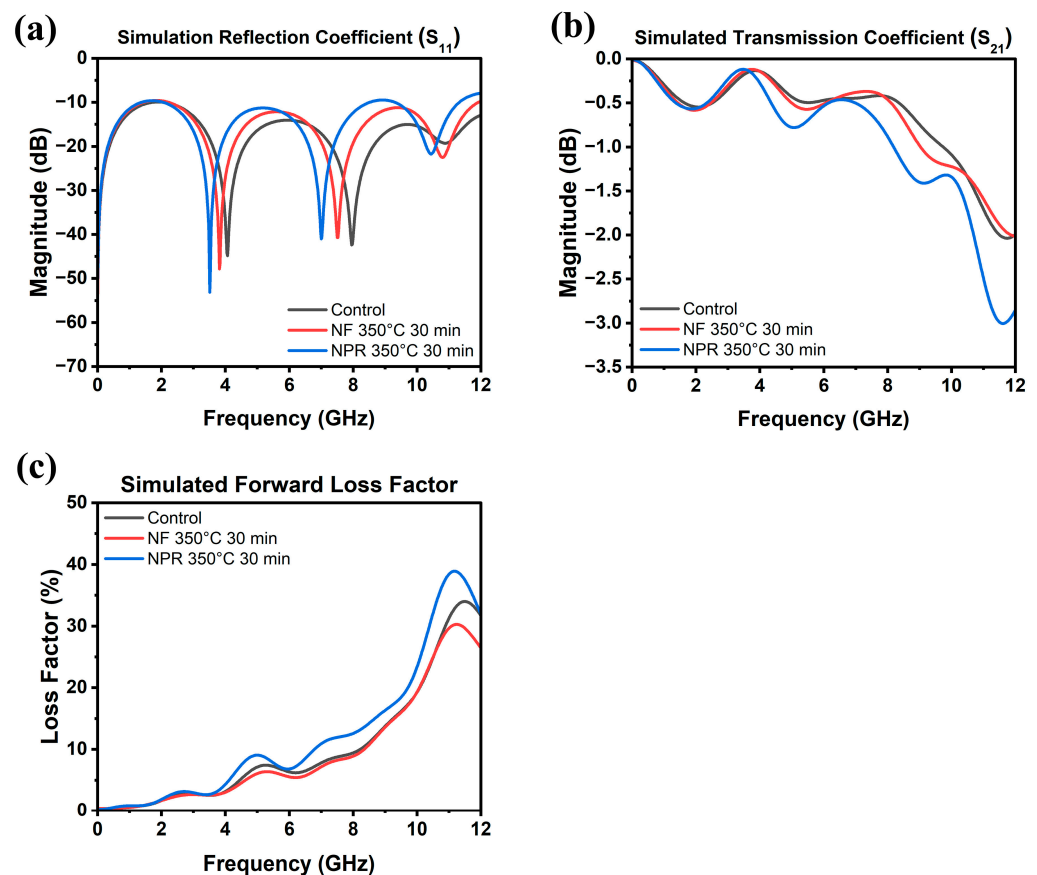 (a)
Simulation Reflection Coefficient (S₁₁)
0
−10
−20
−30
−40
−50
−60
−70
Magnitude (dB)
Control
NF 350°C 30 min
NPR 350°C 30 min
0 2 4 6 8 10 12
Frequency (GHz)
(b)
Simulated Transmission Coefficient (S₂₁)
0.0
−0.5
−1.0
−1.5
−2.0
−2.5
−3.0
−3.5
Magnitude (dB)
Control
NF 350°C 30 min
NPR 350°C 30 min
0 2 4 6 8 10 12
Frequency (GHz)
(c)
Simulated Forward Loss Factor
50
40
30
20
10
0
Loss Factor (%)
Control
NF 350°C 30 min
NPR 350°C 30 min
0 2 4 6 8 10 12
Frequency (GHz)